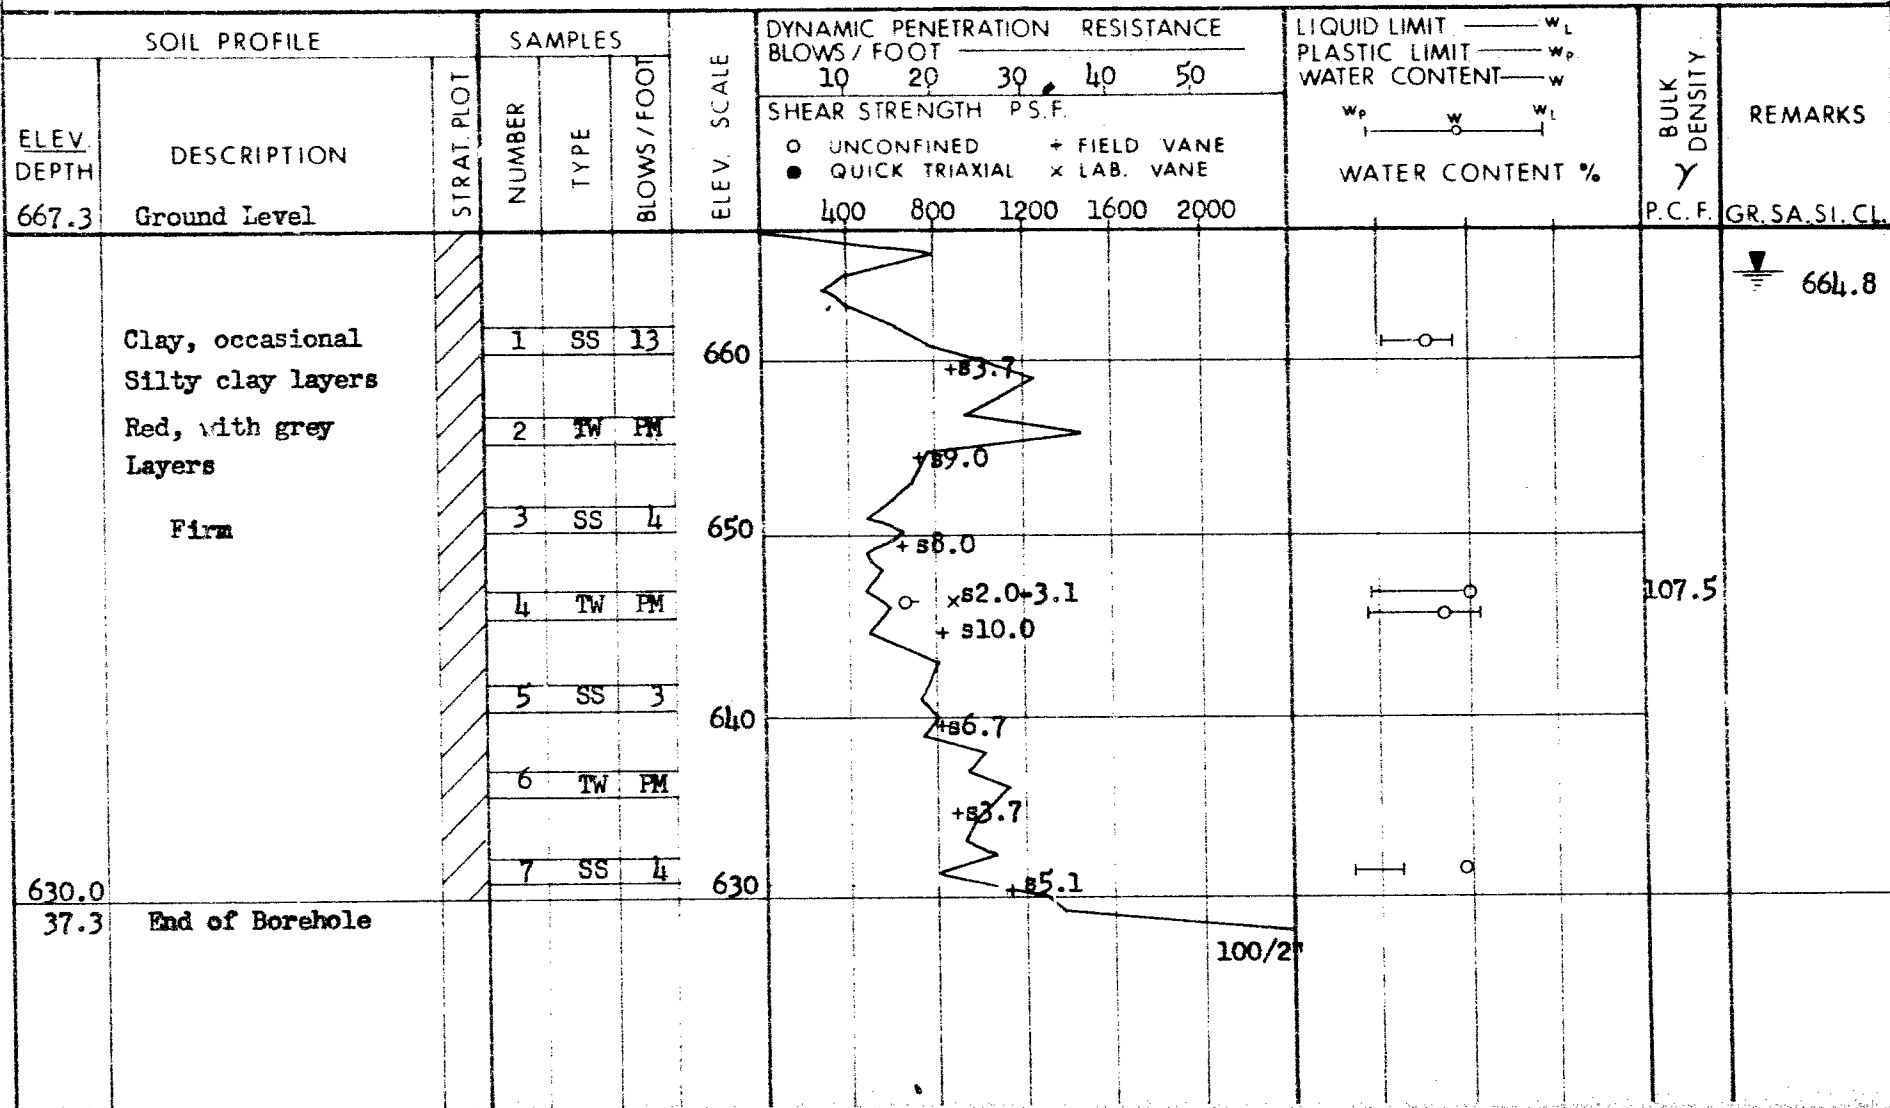 SOIL PROFILE
SAMPLES
DYNAMIC PENETRATION RESISTANCE
BLOWS / FOOT
10 20 30 40 50
LIQUID LIMIT — wL
PLASTIC LIMIT — wP
WATER CONTENT — w
ELEV.
DEPTH
DESCRIPTION
STRAT. PLOT
NUMBER
TYPE
BLOWS / FOOT
ELEV. SCALE
SHEAR STRENGTH P.S.F.
○ UNCONFINED + FIELD VANE
● QUICK TRIAXIAL × LAB. VANE
wP w wL
WATER CONTENT %
BULK DENSITY
γ
P.C.F.
REMARKS
GR. SA. SI. CL.
667.3 Ground Level
400 800 1200 1600 2000
664.8
Clay, occasional
1 SS 13
660
Silty clay layers
+s3.7
Red, with grey
2 TW PM
Layers
+s9.0
3 SS 4
Firm
650
+s8.0
4 TW PM
×s2.0-3.1
107.5
+ s10.0
5 SS 3
640
+s6.7
6 TW PM
+s3.7
7 SS 4
630
+s5.1
630.0
37.3 End of Borehole
100/2"